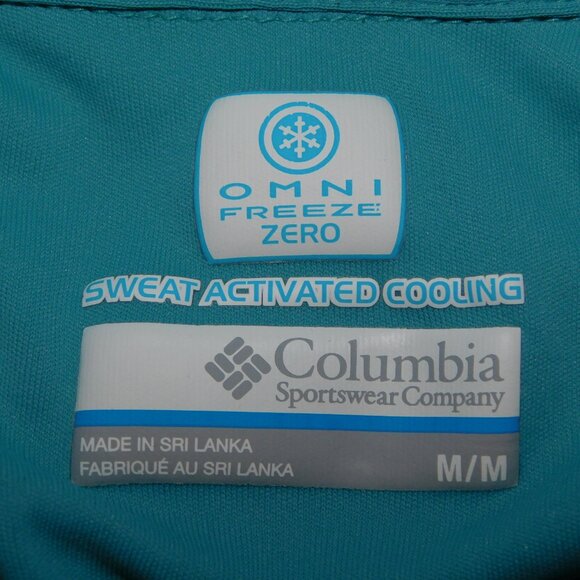 OMNI
FREEZE
ZERO
SWEAT ACTIVATED COOLING
Columbia
Sportswear Company
MADE IN SRI LANKA
FABRIQUÉ AU SRI LANKA
M/M